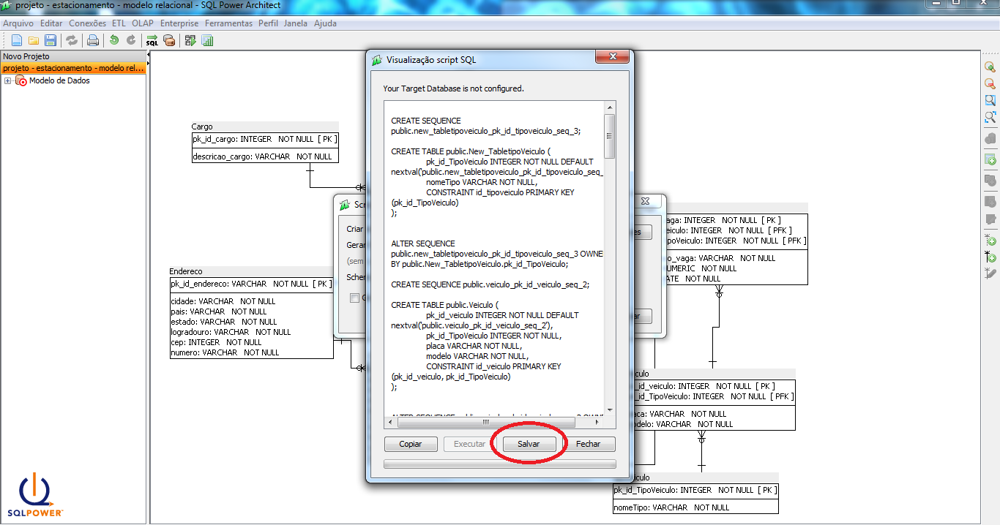 projeto - estacionamento - modelo relacional - SQL Power Architect
Arquivo Editar Conexões ETL OLAP Enterprise Ferramentas Perfil Janela Ajuda
SQL
Novo Projeto
projeto - estacionamento - modelo rel...
Modelo de Dados
Cargo
pk_id_cargo: INTEGER NOT NULL [ PK ]
descricao_cargo: VARCHAR NOT NULL
Endereco
pk_id_endereco: VARCHAR NOT NULL [ PK ]
cidade: VARCHAR NOT NULL
pais: VARCHAR NOT NULL
estado: VARCHAR NOT NULL
logradouro: VARCHAR NOT NULL
cep: INTEGER NOT NULL
numero: VARCHAR NOT NULL
Scr
Criar
Gerar
(sem
Schem
G
es
ar
Visualização script SQL
Your Target Database is not configured.
CREATE SEQUENCE
public.new_tabletipoveiculo_pk_id_tipoveiculo_seq_3;
CREATE TABLE public.New_TabletipoVeiculo (
pk_id_TipoVeiculo INTEGER NOT NULL DEFAULT
nextval('public.new_tabletipoveiculo_pk_id_tipoveiculo_seq_
nomeTipo VARCHAR NOT NULL,
CONSTRAINT id_tipoveiculo PRIMARY KEY
(pk_id_TipoVeiculo)
);
ALTER SEQUENCE
public.new_tabletipoveiculo_pk_id_tipoveiculo_seq_3 OWNE
BY public.New_TabletipoVeiculo.pk_id_TipoVeiculo;
CREATE SEQUENCE public.veiculo_pk_id_veiculo_seq_2;
CREATE TABLE public.Veiculo (
pk_id_veiculo INTEGER NOT NULL DEFAULT
nextval('public.veiculo_pk_id_veiculo_seq_2'),
pk_id_TipoVeiculo INTEGER NOT NULL,
placa VARCHAR NOT NULL,
modelo VARCHAR NOT NULL,
CONSTRAINT id_veiculo PRIMARY KEY
(pk_id_veiculo, pk_id_TipoVeiculo)
);
Copiar Executar Salvar Fechar
aga: INTEGER NOT NULL [ PK ]
eiculo: INTEGER NOT NULL [ PFK ]
ipoVeiculo: INTEGER NOT NULL [ PFK ]
o_vaga: VARCHAR NOT NULL
UMERIC NOT NULL
ATE NOT NULL
culo
_id_veiculo: INTEGER NOT NULL [ PK ]
_id_TipoVeiculo: INTEGER NOT NULL [ PFK ]
aca: VARCHAR NOT NULL
odelo: VARCHAR NOT NULL
culo
pk_id_TipoVeiculo: INTEGER NOT NULL [ PK ]
nomeTipo: VARCHAR NOT NULL
SQLPOWER